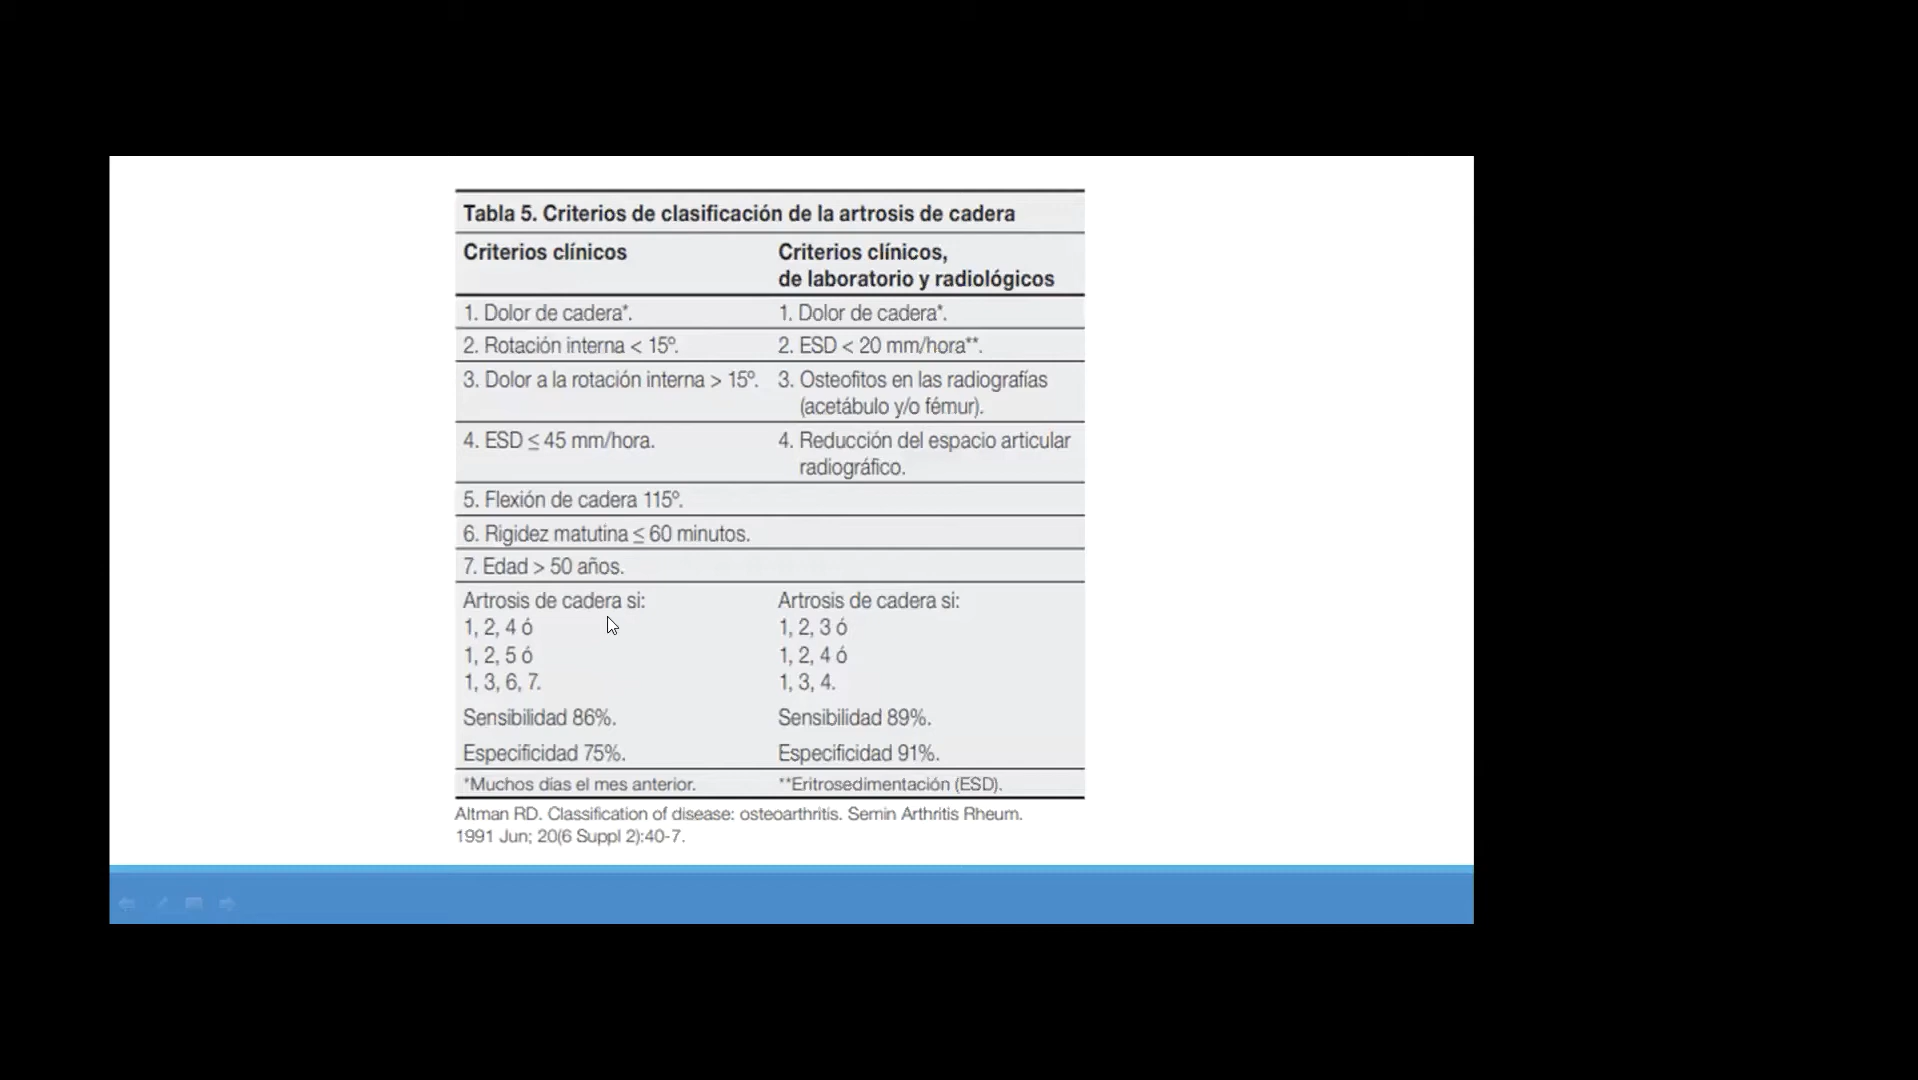 Tabla 5. Criterios de clasificación de la artrosis de cadera
Criterios clínicos
Criterios clínicos,
de laboratorio y radiológicos
1. Dolor de cadera*.
1. Dolor de cadera*.
2. Rotación interna < 15º.
2. ESD < 20 mm/hora**.
3. Dolor a la rotación interna > 15º.
3. Osteofitos en las radiografías
(acetábulo y/o fémur).
4. ESD ≤ 45 mm/hora.
4. Reducción del espacio articular
radiográfico.
5. Flexión de cadera 115º.
6. Rigidez matutina ≤ 60 minutos.
7. Edad > 50 años.
Artrosis de cadera si:
1, 2, 4 ó
1, 2, 5 ó
1, 3, 6, 7.
Sensibilidad 86%.
Especificidad 75%.
Artrosis de cadera si:
1, 2, 3 ó
1, 2, 4 ó
1, 3, 4.
Sensibilidad 89%.
Especificidad 91%.
*Muchos días el mes anterior.
**Eritrosedimentación (ESD).
Altman RD. Classification of disease: osteoarthritis. Semin Arthritis Rheum.
1991 Jun; 20(6 Suppl 2):40-7.